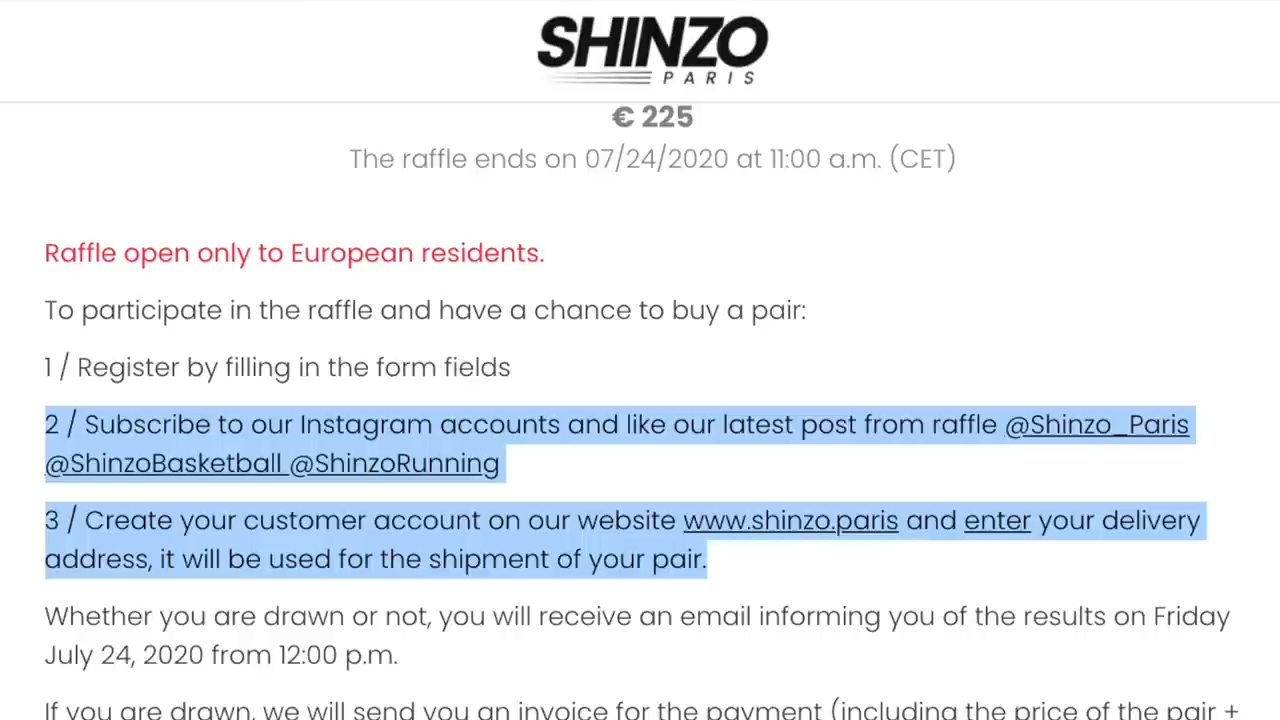 SHINZO
PARIS
€ 225
The raffle ends on 07/24/2020 at 11:00 a.m. (CET)
Raffle open only to European residents.
To participate in the raffle and have a chance to buy a pair:
1 / Register by filling in the form fields
2 / Subscribe to our Instagram accounts and like our latest post from raffle @Shinzo_Paris
@ShinzoBasketball @ShinzoRunning
3 / Create your customer account on our website www.shinzo.paris and enter your delivery
address, it will be used for the shipment of your pair.
Whether you are drawn or not, you will receive an email informing you of the results on Friday
July 24, 2020 from 12:00 p.m.
If you are drawn, we will send you an invoice for the payment (including the price of the pair +